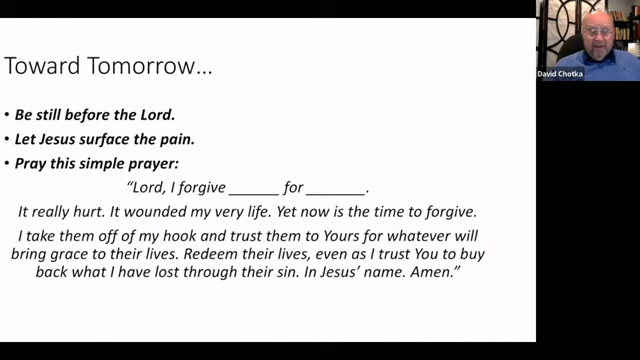 Toward Tomorrow...
• Be still before the Lord.
• Let Jesus surface the pain.
• Pray this simple prayer:
“Lord, I forgive ______ for _______.
It really hurt. It wounded my very life. Yet now is the time to forgive.
I take them off of my hook and trust them to Yours for whatever will
bring grace to their lives. Redeem their lives, even as I trust You to buy
back what I have lost through their sin. In Jesus’ name. Amen.”
David Chotka